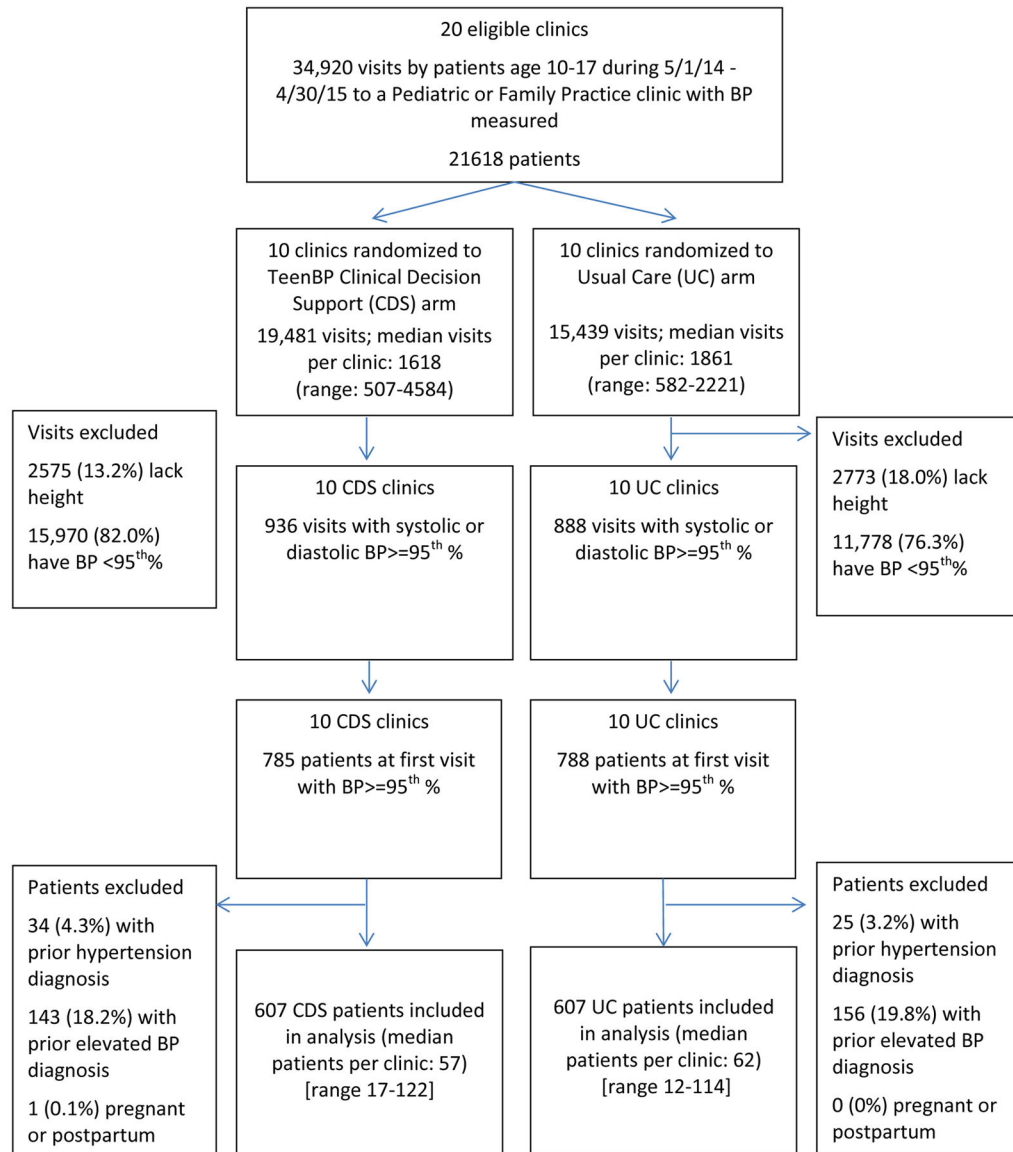 20 eligible clinics
34,920 visits by patients age 10-17 during 5/1/14 -
4/30/15 to a Pediatric or Family Practice clinic with BP
measured
21618 patients
10 clinics randomized to
TeenBP Clinical Decision
Support (CDS) arm
19,481 visits; median visits
per clinic: 1618
(range: 507-4584)
10 clinics randomized to
Usual Care (UC) arm
15,439 visits; median visits
per clinic: 1861
(range: 582-2221)
Visits excluded
2575 (13.2%) lack
height
15,970 (82.0%)
have BP <95th%
10 CDS clinics
936 visits with systolic or
diastolic BP>=95th %
10 UC clinics
888 visits with systolic or
diastolic BP>=95th %
Visits excluded
2773 (18.0%) lack
height
11,778 (76.3%)
have BP <95th%
10 CDS clinics
785 patients at first visit
with BP>=95th %
10 UC clinics
788 patients at first visit
with BP>=95th %
Patients excluded
34 (4.3%) with
prior hypertension
diagnosis
143 (18.2%) with
prior elevated BP
diagnosis
1 (0.1%) pregnant
or postpartum
607 CDS patients included
in analysis (median
patients per clinic: 57)
[range 17-122]
607 UC patients included
in analysis (median
patients per clinic: 62)
[range 12-114]
Patients excluded
25 (3.2%) with
prior hypertension
diagnosis
156 (19.8%) with
prior elevated BP
diagnosis
0 (0%) pregnant or
postpartum